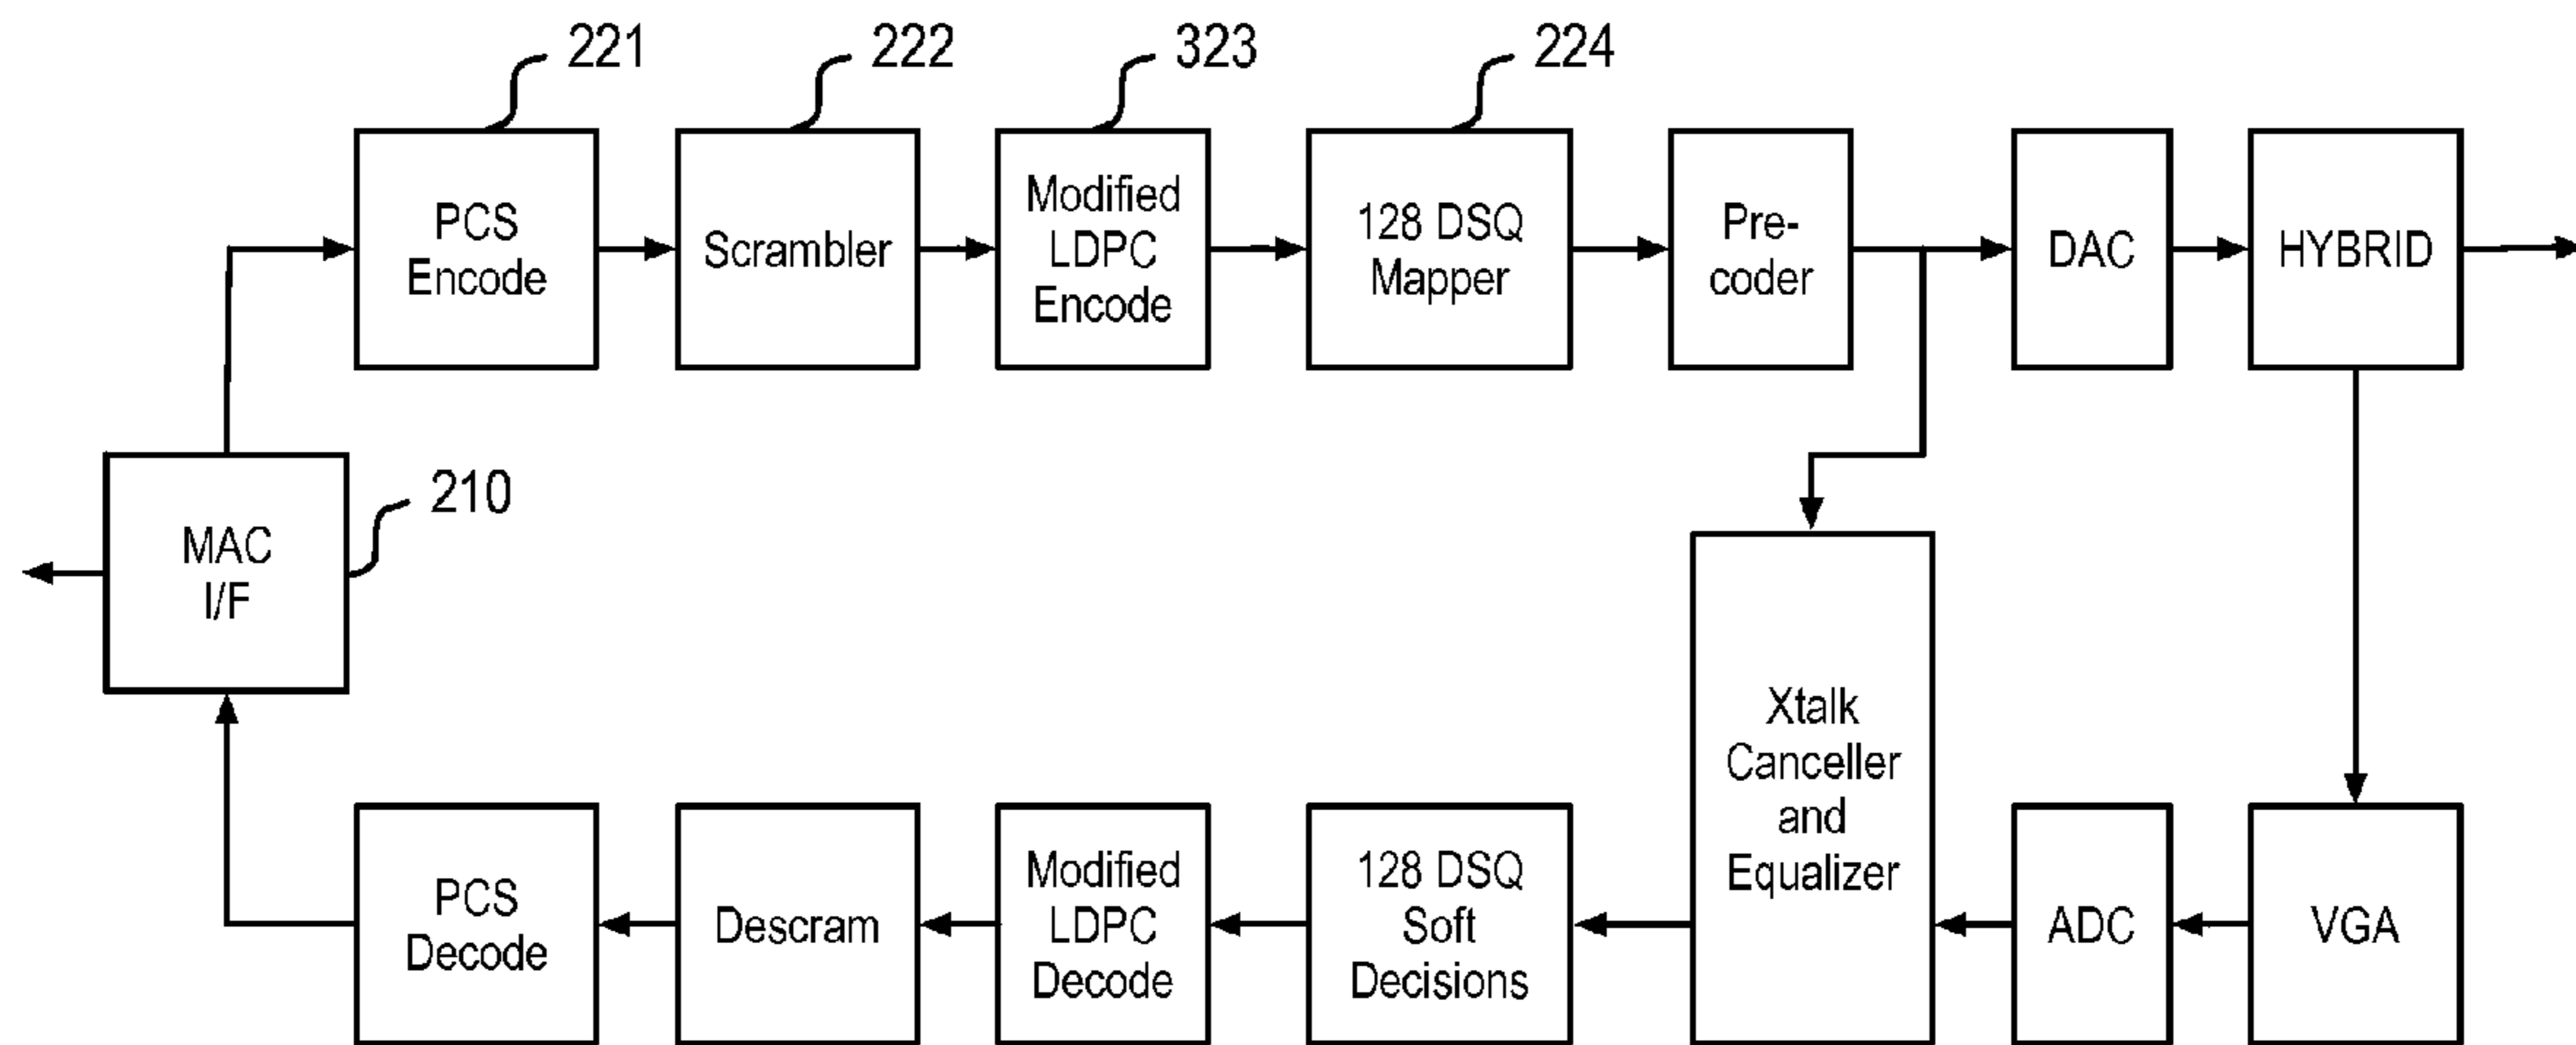 221
222
323
224
PCS
Encode
Scrambler
Modified
LDPC
Encode
128 DSQ
Mapper
Pre-
coder
DAC
HYBRID
210
MAC
I/F
Xtalk
Canceller
and
Equalizer
PCS
Decode
Descram
Modified
LDPC
Decode
128 DSQ
Soft
Decisions
ADC
VGA